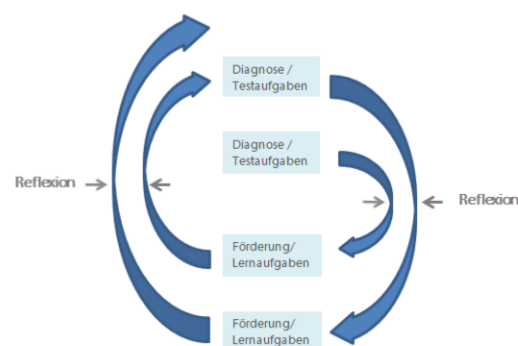 Diagnose /
Testaufgaben
Diagnose /
Testaufgaben
Reflexion
Reflexion
Förderung/
Lernaufgaben
Förderung/
Lernaufgaben